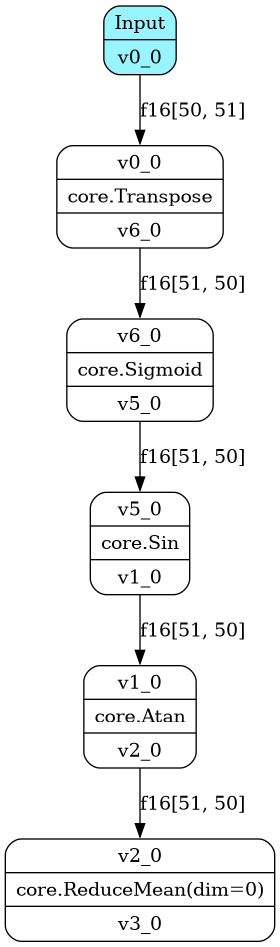 Input
v0_0
f16[50, 51]
v0_0
core.Transpose
v6_0
f16[51, 50]
v6_0
core.Sigmoid
v5_0
f16[51, 50]
v5_0
core.Sin
v1_0
f16[51, 50]
v1_0
core.Atan
v2_0
f16[51, 50]
v2_0
core.ReduceMean(dim=0)
v3_0